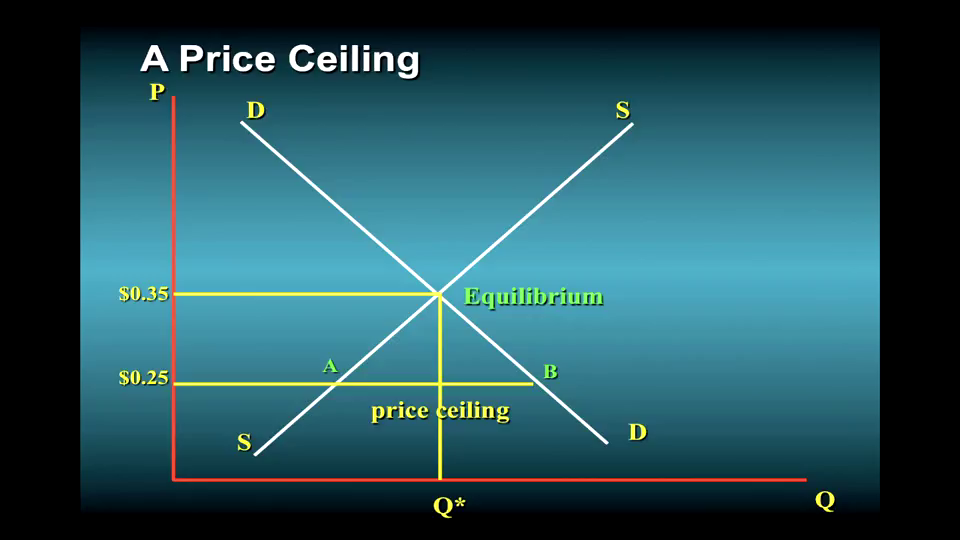 A Price Ceiling
P
D
S
$0.35
Equilibrium
$0.25
A
B
price ceiling
S
D
Q*
Q